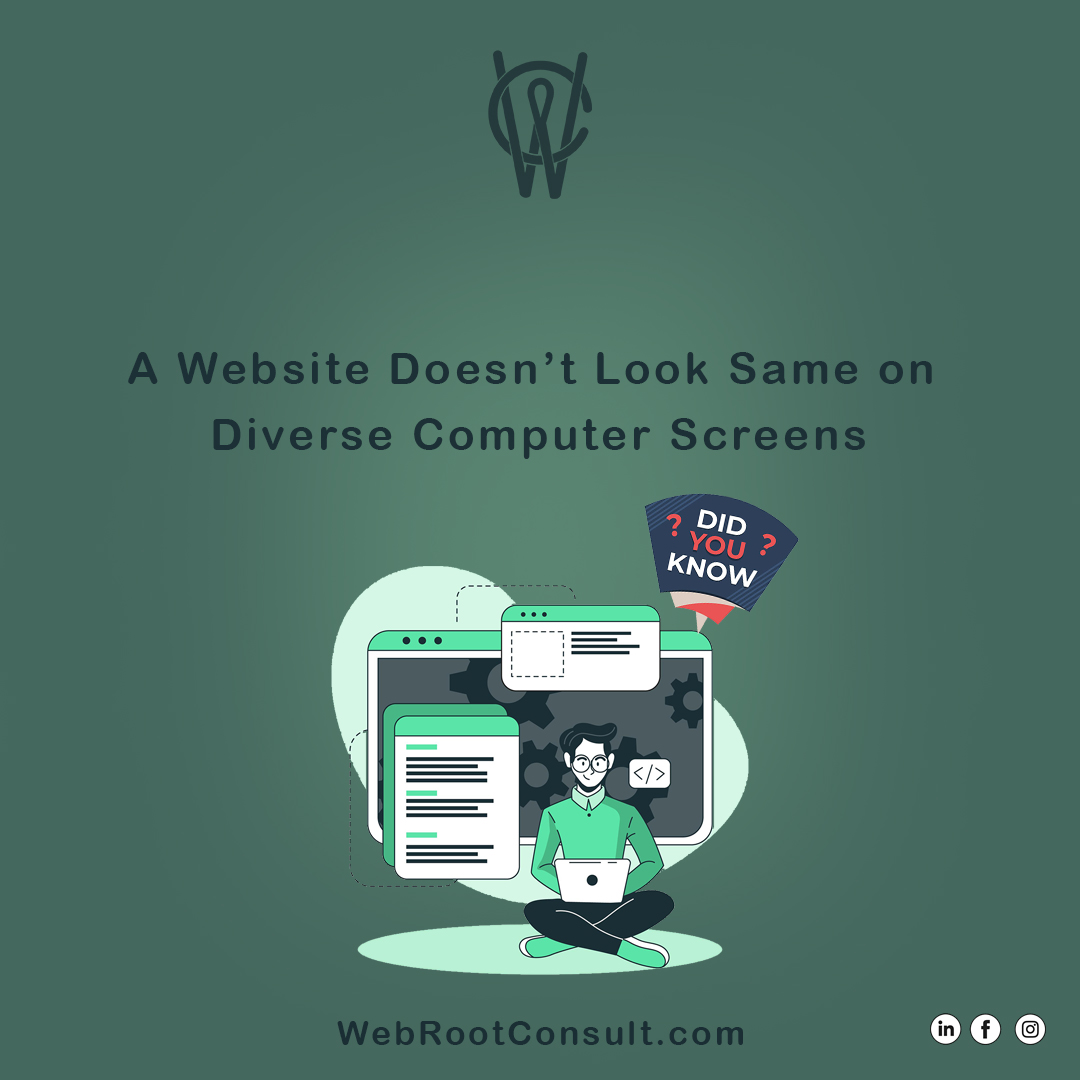 A Website Doesn’t Look Same on
Diverse Computer Screens
? DID ?
YOU
KNOW
</>
WebRootConsult.com
in f